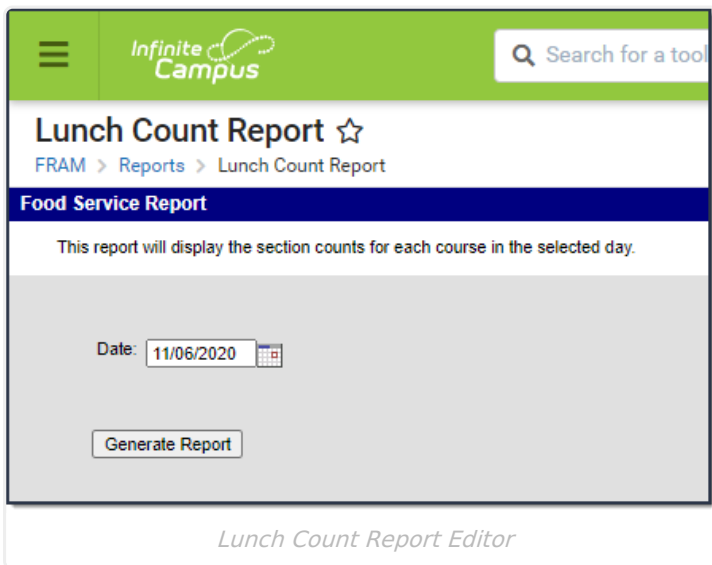 Infinite
Campus
Search for a tool
Lunch Count Report
FRAM > Reports > Lunch Count Report
Food Service Report
This report will display the section counts for each course in the selected day.
Date: 11/06/2020
Generate Report
Lunch Count Report Editor